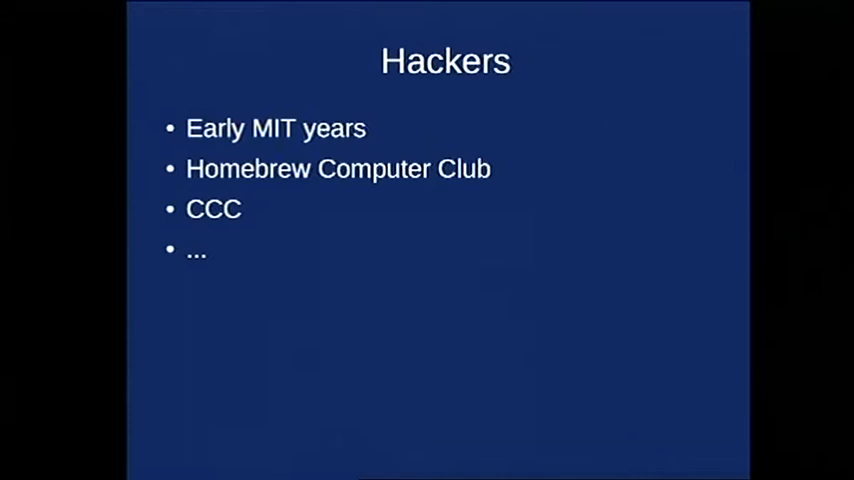 Hackers
• Early MIT years
• Homebrew Computer Club
• CCC
• ...